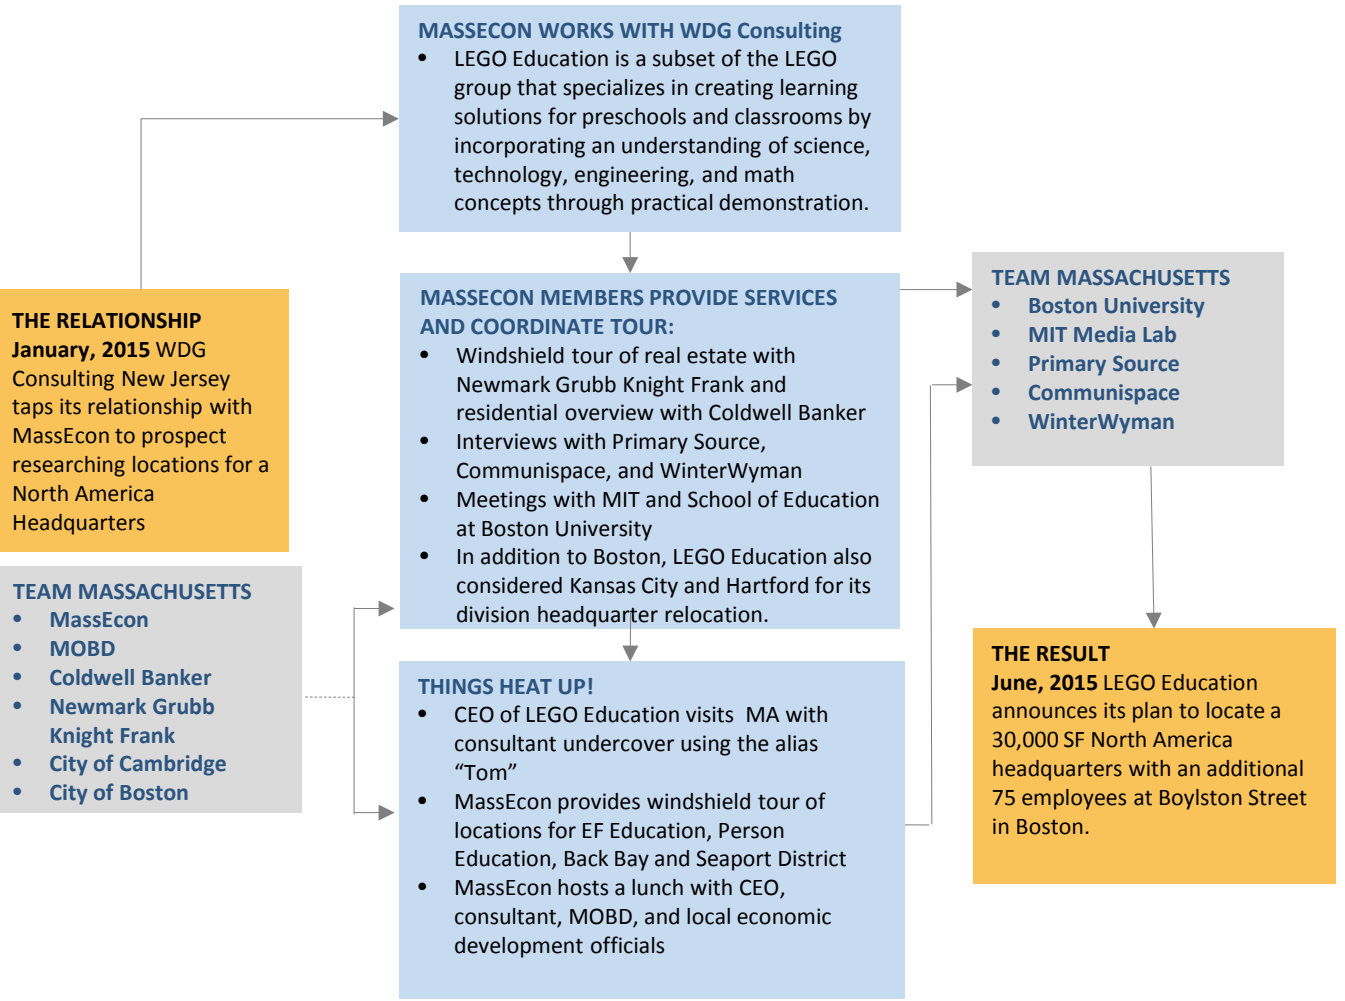 MASSECON WORKS WITH WDG Consulting
• LEGO Education is a subset of the LEGO
group that specializes in creating learning
solutions for preschools and classrooms by
incorporating an understanding of science,
technology, engineering, and math
concepts through practical demonstration.
THE RELATIONSHIP
January, 2015 WDG
Consulting New Jersey
taps its relationship with
MassEcon to prospect
researching locations for a
North America
Headquarters
MASSECON MEMBERS PROVIDE SERVICES
AND COORDINATE TOUR:
• Windshield tour of real estate with
Newmark Grubb Knight Frank and
residential overview with Coldwell Banker
• Interviews with Primary Source,
Communispace, and WinterWyman
• Meetings with MIT and School of Education
at Boston University
• In addition to Boston, LEGO Education also
considered Kansas City and Hartford for its
division headquarter relocation.
TEAM MASSACHUSETTS
• Boston University
• MIT Media Lab
• Primary Source
• Communispace
• WinterWyman
TEAM MASSACHUSETTS
• MassEcon
• MOBD
• Coldwell Banker
• Newmark Grubb
Knight Frank
• City of Cambridge
• City of Boston
THINGS HEAT UP!
• CEO of LEGO Education visits MA with
consultant undercover using the alias
“Tom”
• MassEcon provides windshield tour of
locations for EF Education, Person
Education, Back Bay and Seaport District
• MassEcon hosts a lunch with CEO,
consultant, MOBD, and local economic
development officials
THE RESULT
June, 2015 LEGO Education
announces its plan to locate a
30,000 SF North America
headquarters with an additional
75 employees at Boylston Street
in Boston.